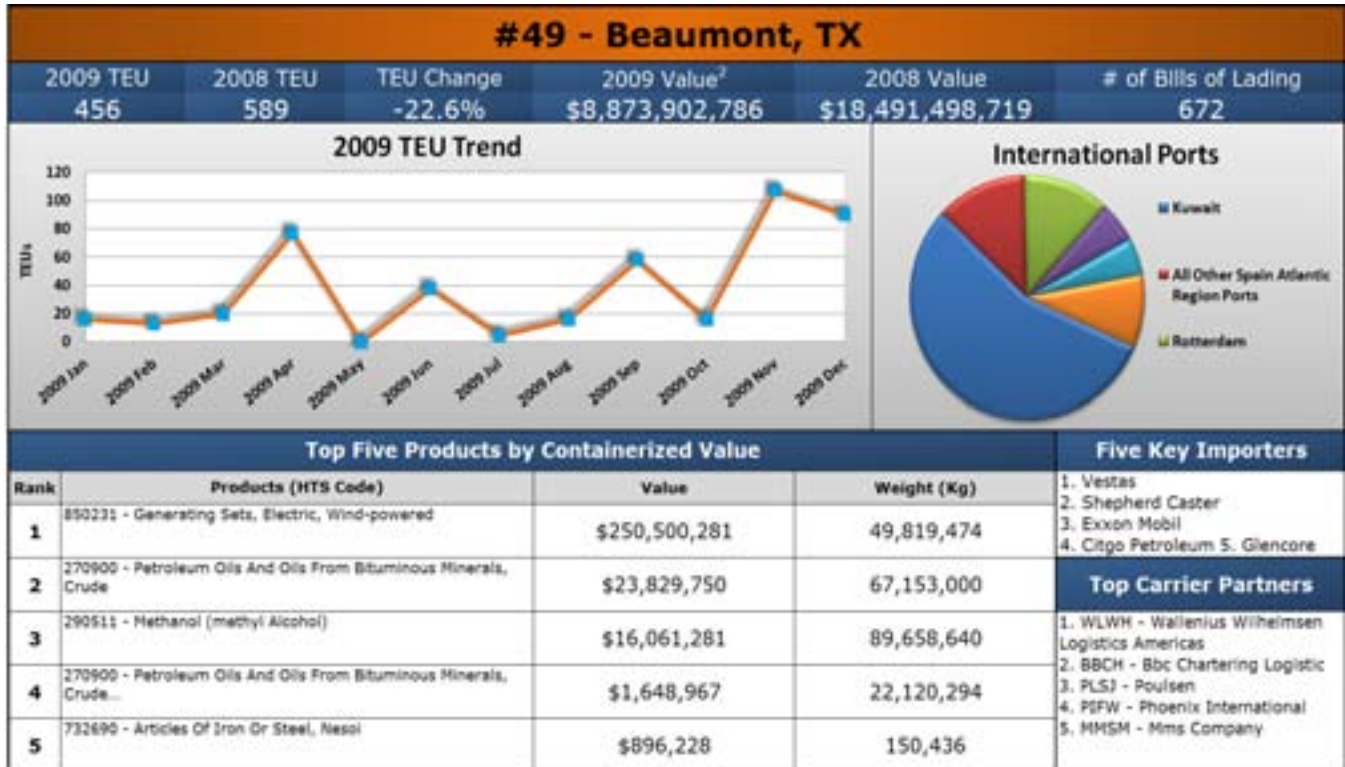 #49 - Beaumont, TX
2009 TEU 2008 TEU TEU Change 2009 Value² 2008 Value # of Bills of Lading
456 589 -22.6% $8,873,902,786 $18,491,498,719 672
2009 TEU Trend
TEUs
120
100
80
60
40
20
0
2009 Jan 2009 Feb 2009 Mar 2009 Apr 2009 May 2009 Jun 2009 Jul 2009 Aug 2009 Sep 2009 Oct 2009 Nov 2009 Dec
International Ports
Kuwait
All Other Spain Atlantic
Region Ports
Rotterdam
Top Five Products by Containerized Value
Rank Products (HTS Code) Value Weight (Kg)
1 850231 - Generating Sets, Electric, Wind-powered $250,500,281 49,819,474
2 270900 - Petroleum Oils And Oils From Bituminous Minerals,
Crude $23,829,750 67,153,000
3 290511 - Methanol (methyl Alcohol) $16,061,281 89,658,640
4 270900 - Petroleum Oils And Oils From Bituminous Minerals,
Crude... $1,648,967 22,120,294
5 732690 - Articles Of Iron Or Steel, Nesoi $896,228 150,436
Five Key Importers
1. Vestas
2. Shepherd Caster
3. Exxon Mobil
4. Citgo Petroleum 5. Glencore
Top Carrier Partners
1. WLWH - Wallenius Wilhelmsen
Logistics Americas
2. BBCH - Bbc Chartering Logistic
3. PLSJ - Poulsen
4. PIFW - Phoenix International
5. MMSM - Mms Company